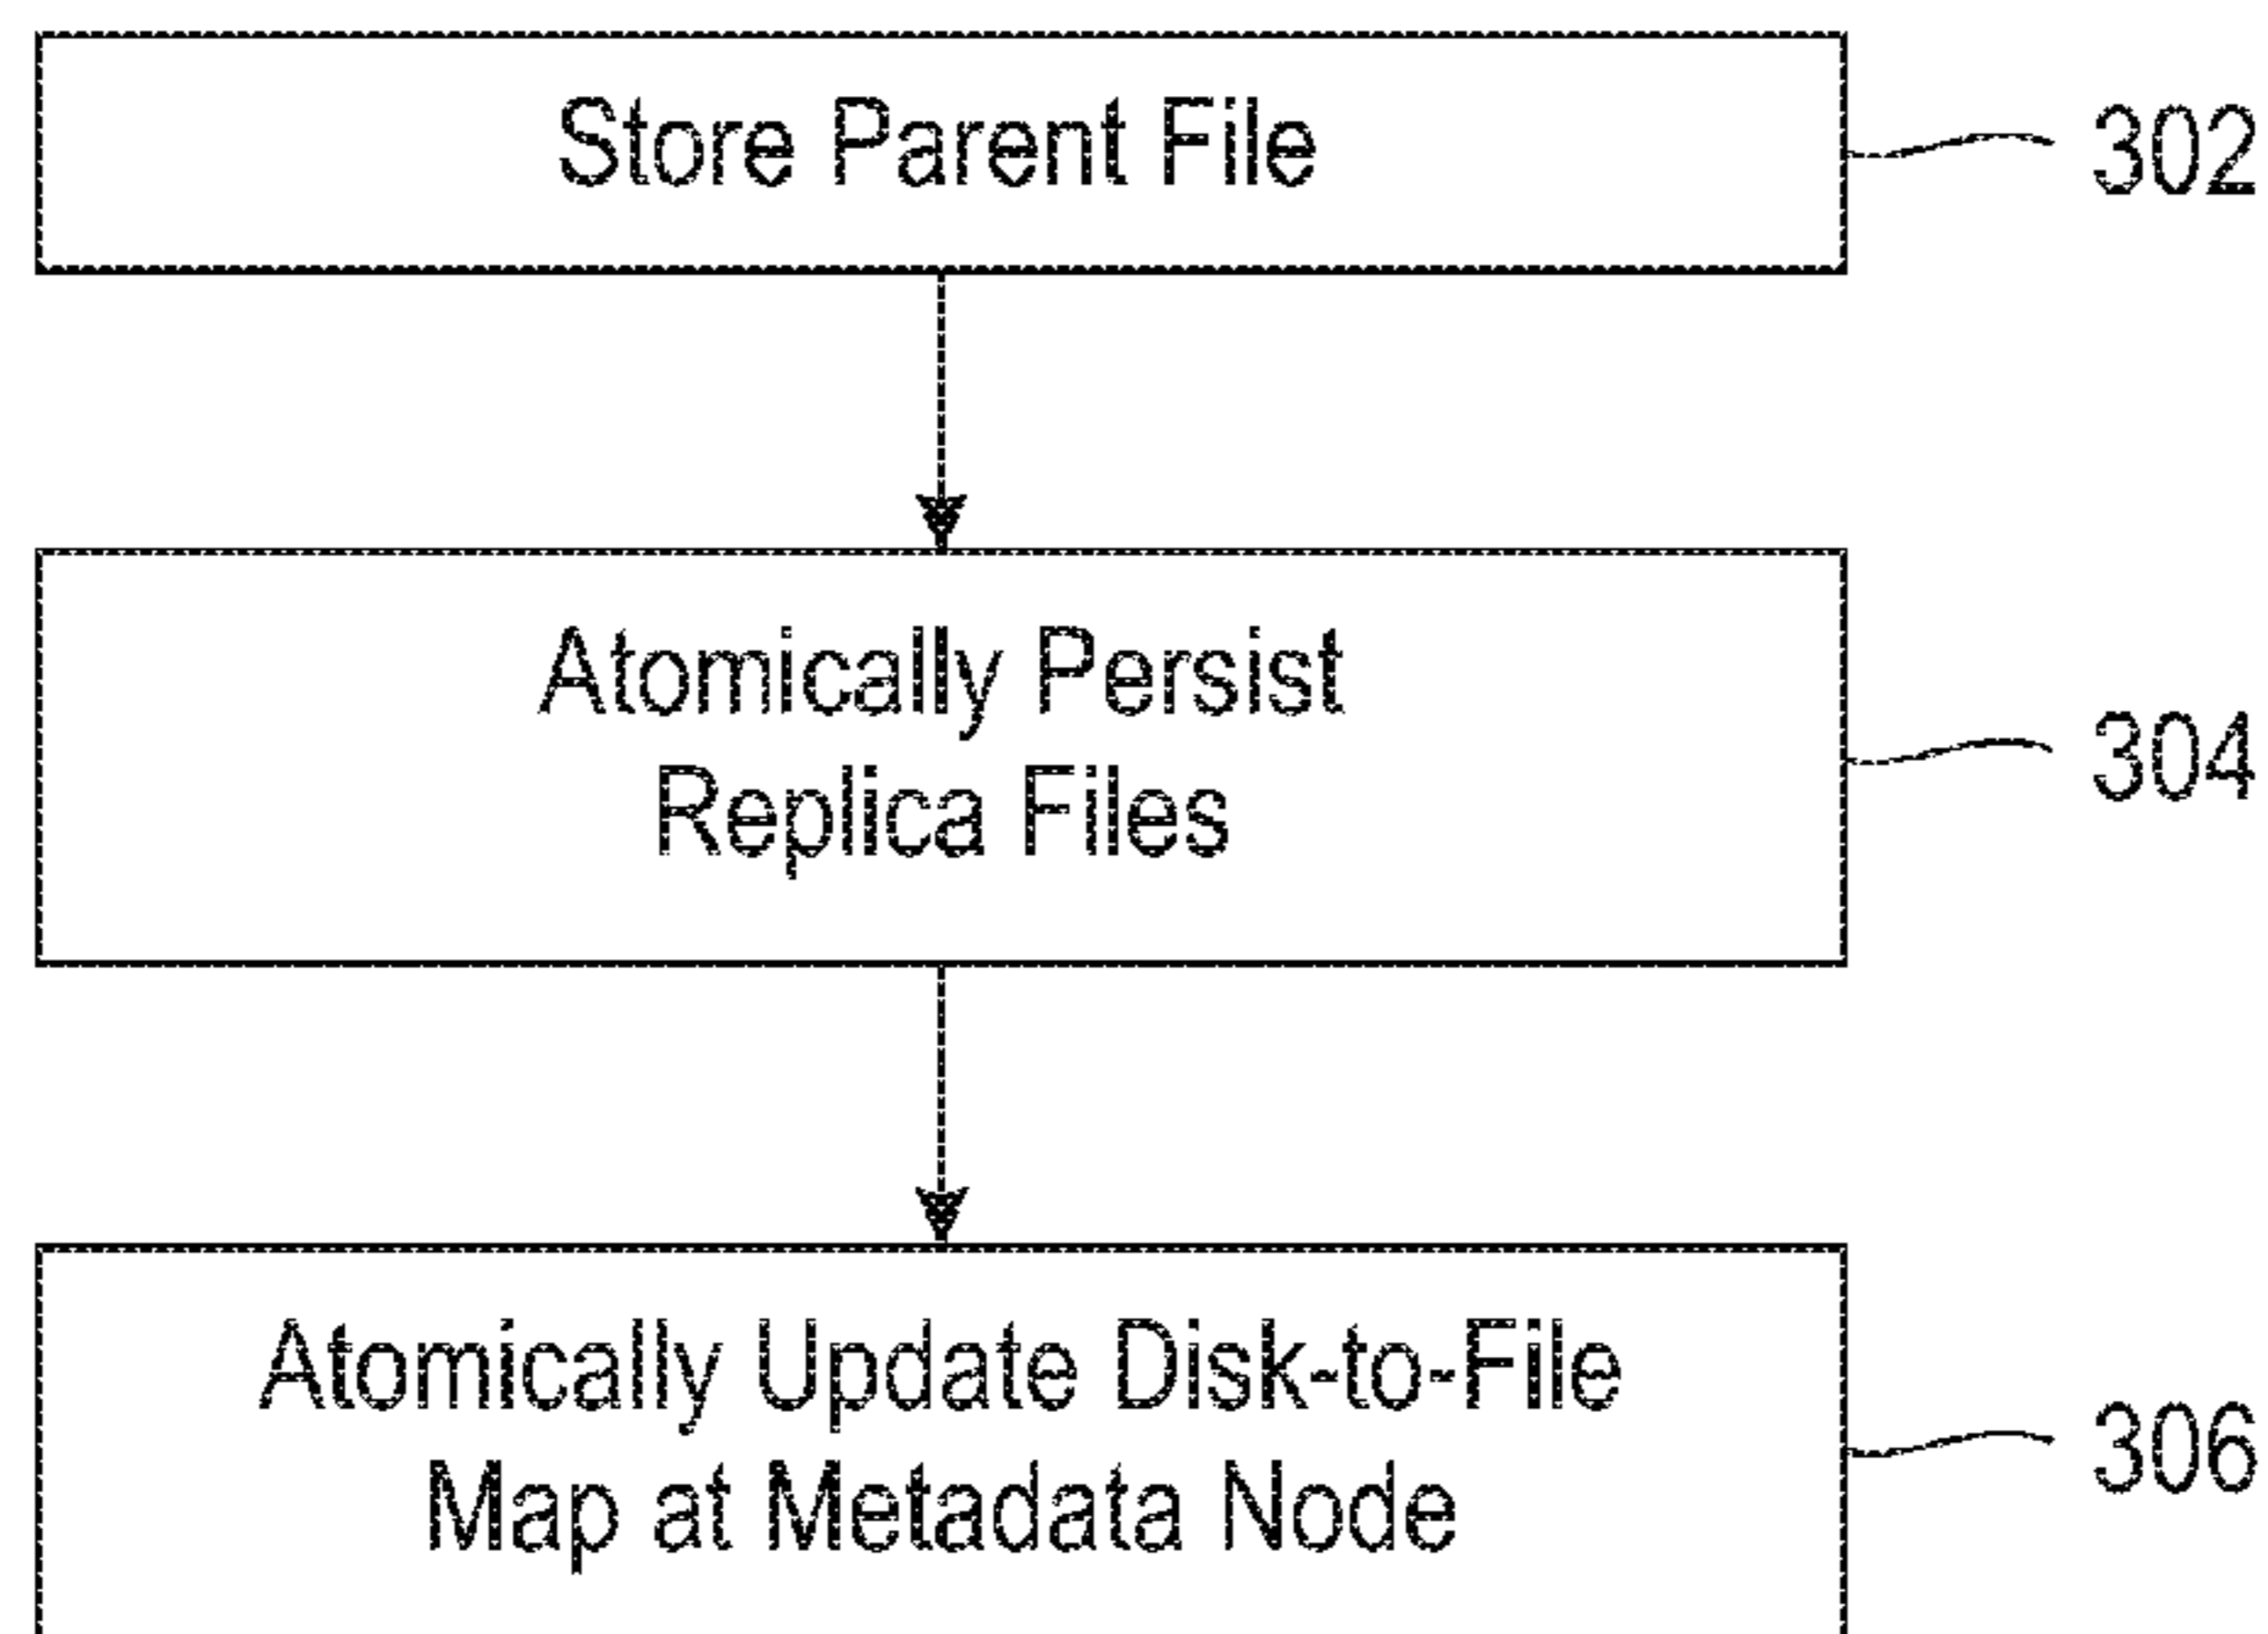 Store Parent File
302
Atomically Persist
Replica Files
304
Atomically Update Disk-to-File
Map at Metadata Node
306